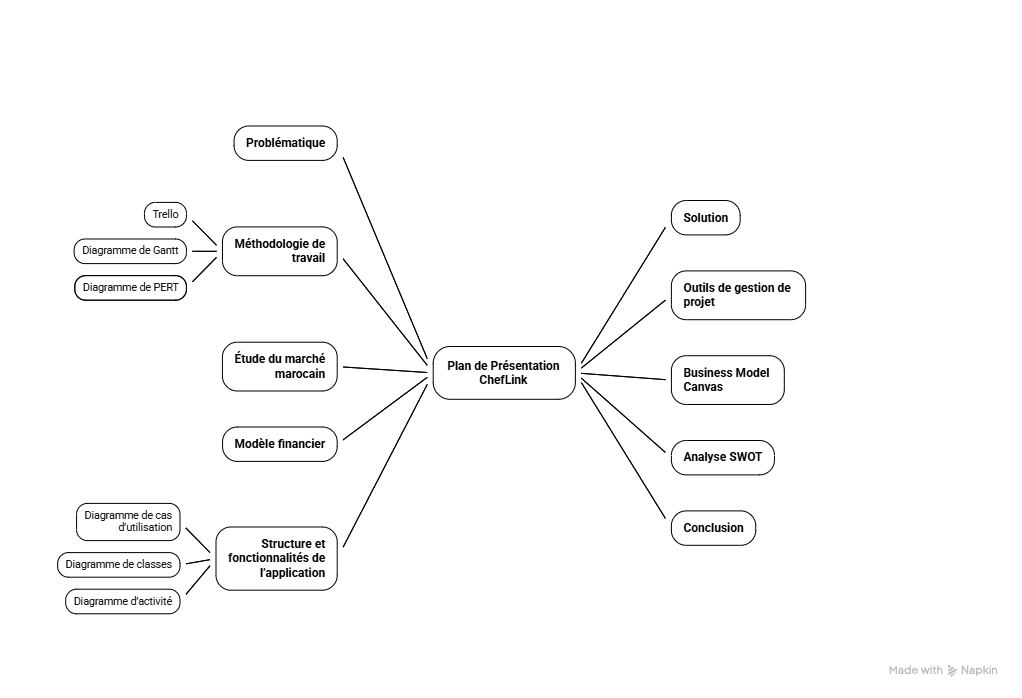 Problématique
Trello
Diagramme de Gantt
Diagramme de PERT
Méthodologie de
travail
Étude du marché
marocain
Modèle financier
Diagramme de cas
d'utilisation
Diagramme de classes
Diagramme d'activité
Structure et
fonctionnalités de
l'application
Plan de Présentation
ChefLink
Solution
Outils de gestion de
projet
Business Model
Canvas
Analyse SWOT
Conclusion
Made with Napkin